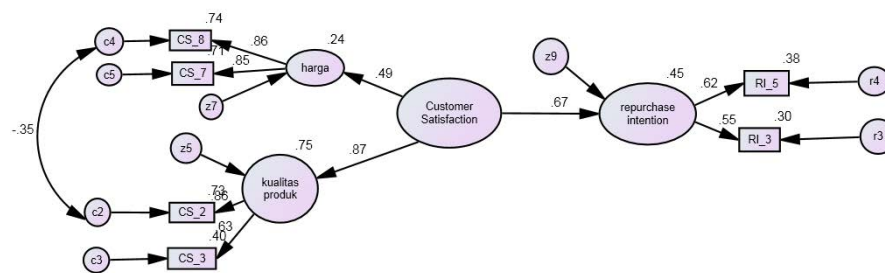 .74
c4
CS_8
.86
.24
.71
c5
CS_7
.85
harga
z7
.49
Customer
Satisfaction
-.35
z5
.75
.87
kualitas
produk
.73
.86
c2
CS_2
.63
.40
c3
CS_3
.67
z9
.45
repurchase
intention
.62
.38
RI_5
r4
.55
.30
RI_3
r3